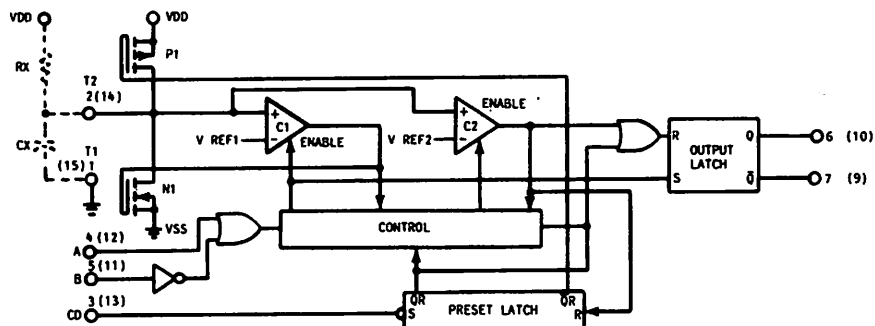 VDD
VDD
P1
RX
T2
2(14)
ENABLE
+
C1
+
C2
CX
T1
(15)
1
V REF1
-
ENABLE
V REF2
-
R
OUTPUT
LATCH
Q
6 (10)
S
Q̄
7 (9)
N1
VSS
4(12)
A
CONTROL
5(11)
B
3(13)
CD
QR
S
PRESET LATCH
QR
R